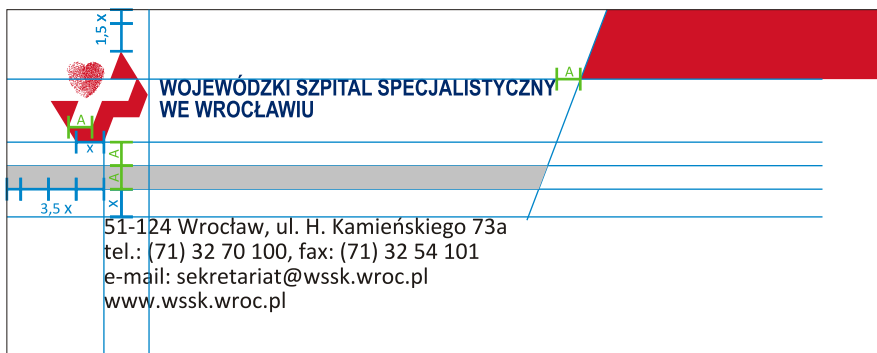 1,5 x
A
WOJEWÓDZKI SZPITAL SPECJALISTYCZNY
WE WROCŁAWIU
A
x
A
A
3,5 x
x
51-124 Wrocław, ul. H. Kamieńskiego 73a
tel.: (71) 32 70 100, fax: (71) 32 54 101
e-mail: sekretariat@wssk.wroc.pl
www.wssk.wroc.pl